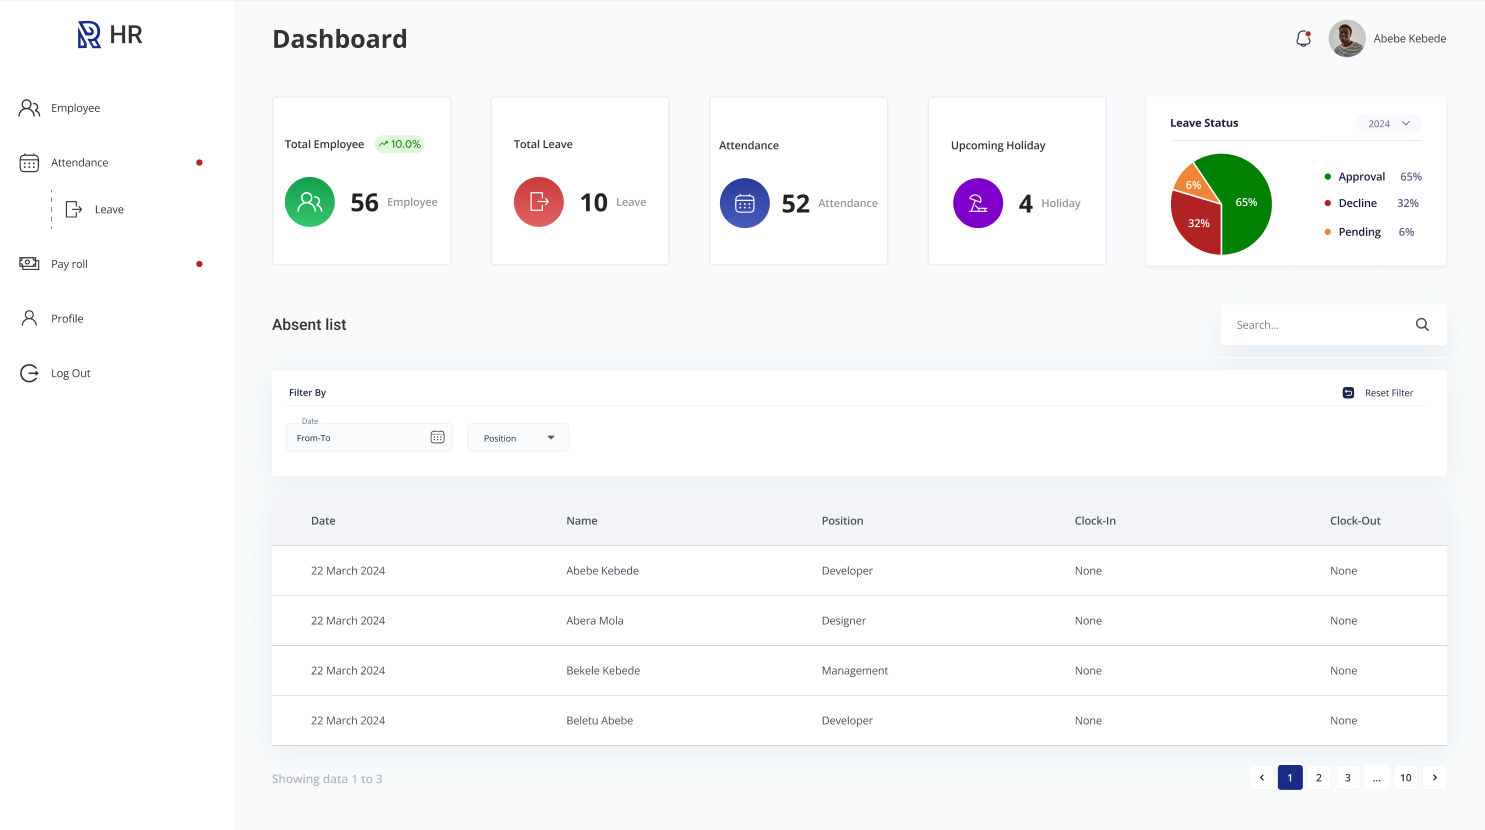 HR
Employee
Attendance
Leave
Pay roll
Profile
Log Out
Dashboard
Abebe Kebede
Total Employee 10.0%
56 Employee
Total Leave
10 Leave
Attendance
52 Attendance
Upcoming Holiday
4 Holiday
Leave Status 2024
6%
65%
32%
Approval 65%
Decline 32%
Pending 6%
Absent list
Search...
Filter By
Reset Filter
Date
From-To
Position
Date Name Position Clock-In Clock-Out
22 March 2024 Abebe Kebede Developer None None
22 March 2024 Abera Mola Designer None None
22 March 2024 Bekele Kebede Management None None
22 March 2024 Beletu Abebe Developer None None
Showing data 1 to 3
‹ 1 2 3 ... 10 ›